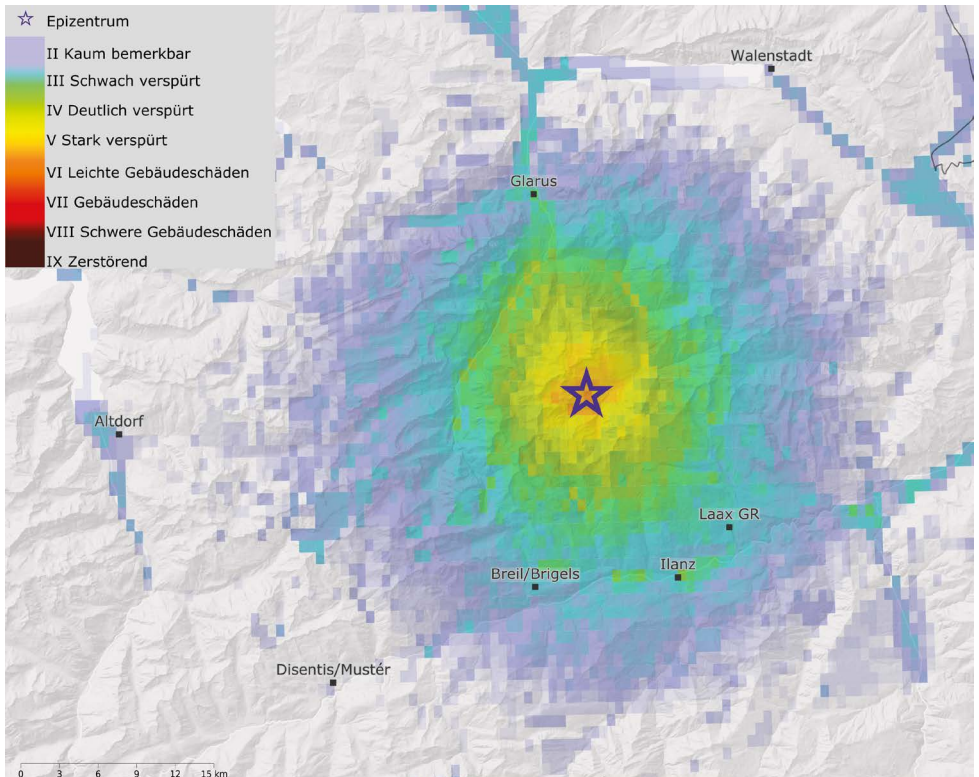 Epizentrum
II Kaum bemerkbar
III Schwach verspürt
IV Deutlich verspürt
V Stark verspürt
VI Leichte Gebäudeschäden
VII Gebäudeschäden
VIII Schwere Gebäudeschäden
IX Zerstörend
Walenstadt
Glarus
Altdorf
Laax GR
Ilanz
Breil/Brigels
Disentis/Mustér
0 3 6 9 12 15 km